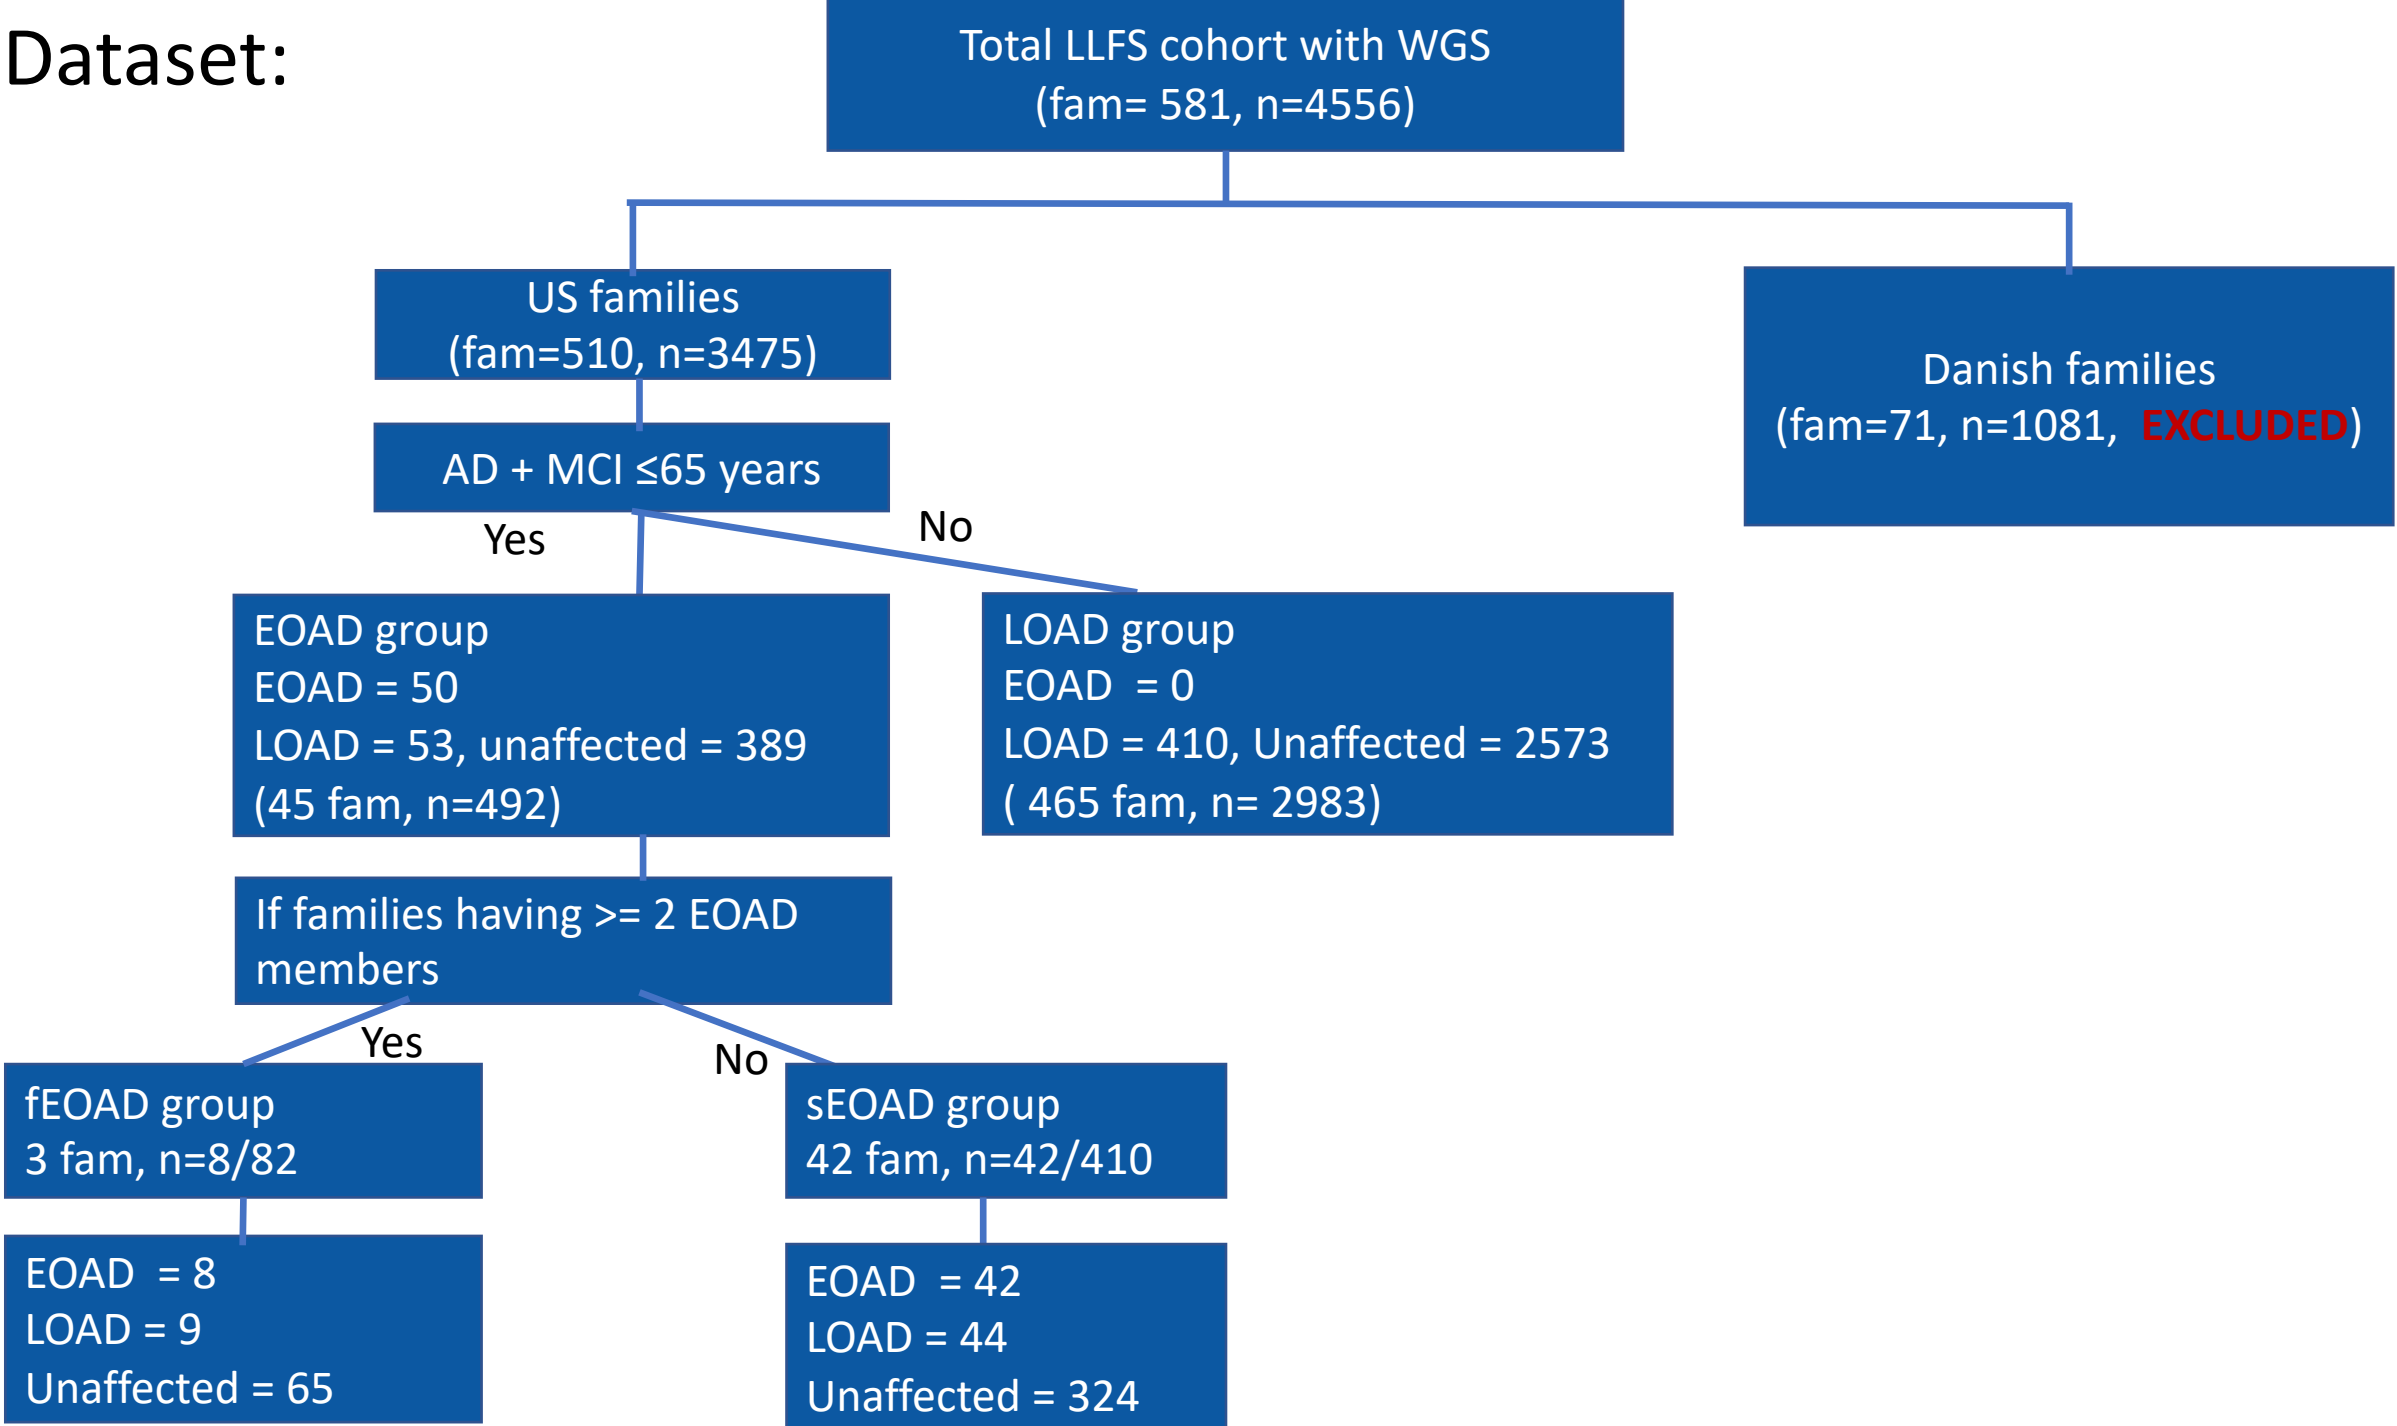 Dataset:
Total LLFS cohort with WGS
(fam= 581, n=4556)
US families
(fam=510, n=3475)
Danish families
(fam=71, n=1081, EXCLUDED)
AD + MCI ≤65 years
Yes
No
EOAD group
EOAD = 50
LOAD = 53, unaffected = 389
(45 fam, n=492)
LOAD group
EOAD = 0
LOAD = 410, Unaffected = 2573
( 465 fam, n= 2983)
If families having >= 2 EOAD
members
Yes
No
fEOAD group
3 fam, n=8/82
sEOAD group
42 fam, n=42/410
EOAD = 8
LOAD = 9
Unaffected = 65
EOAD = 42
LOAD = 44
Unaffected = 324